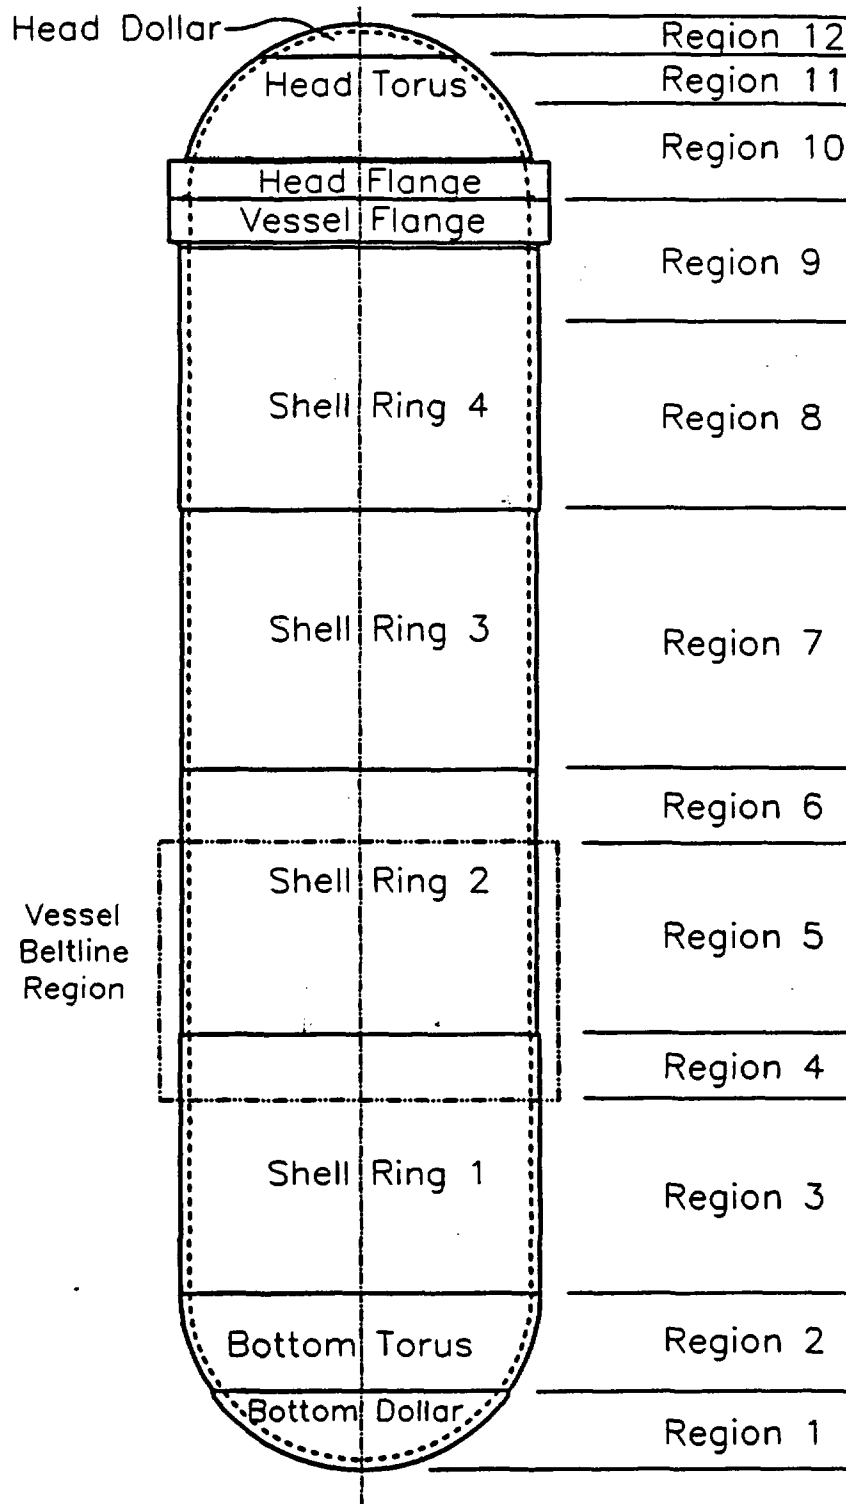 Head Dollar
Region 12
Head Torus
Region 11
Region 10
Head Flange
Vessel Flange
Region 9
Shell Ring 4
Region 8
Shell Ring 3
Region 7
Region 6
Shell Ring 2
Vessel
Beltline
Region
Region 5
Region 4
Shell Ring 1
Region 3
Bottom Torus
Region 2
Bottom Dollar
Region 1